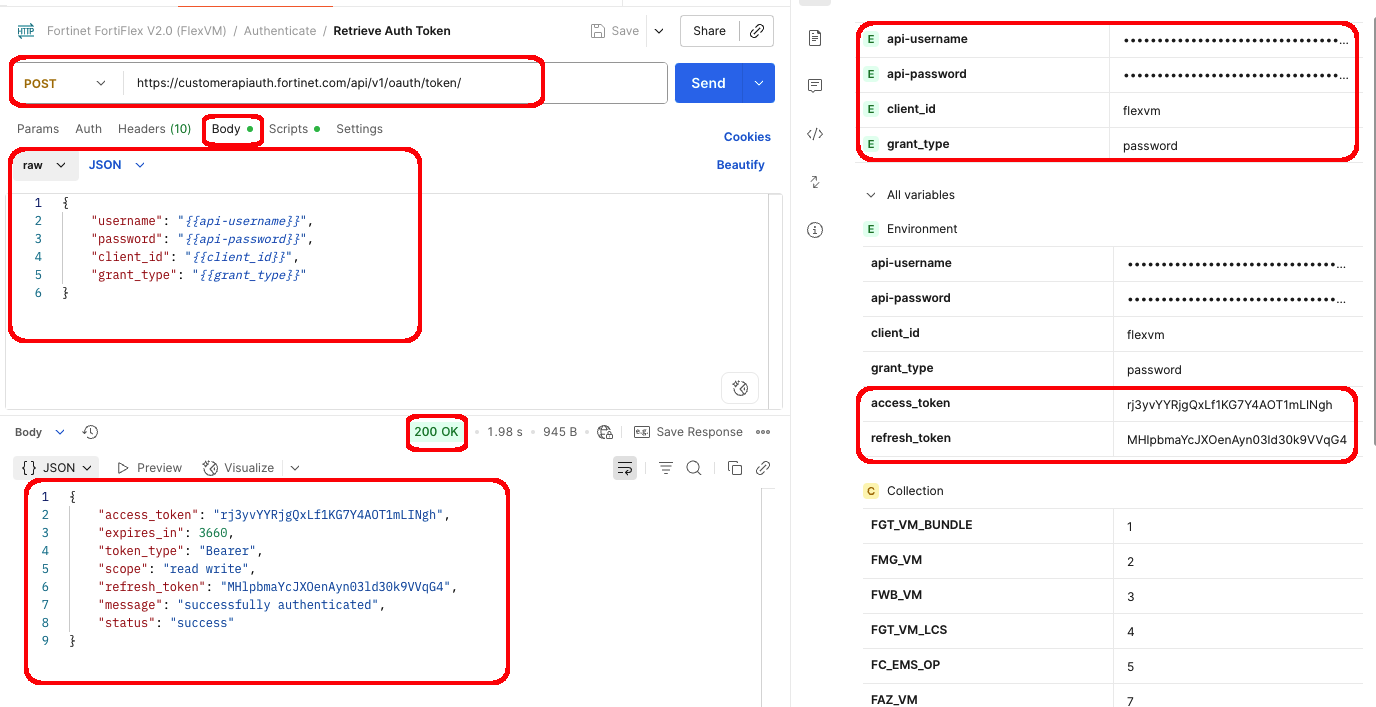 HTTP Fortinet FortiFlex V2.0 (FlexVM) / Authenticate / Retrieve Auth Token Save Share
POST https://customerapiauth.fortinet.com/api/v1/oauth/token/ Send
Params Auth Headers (10) Body Scripts Settings Cookies
raw JSON Beautify
1 {
2 "username": "{{api-username}}",
3 "password": "{{api-password}}",
4 "client_id": "{{client_id}}",
5 "grant_type": "{{grant_type}}"
6 }
Body 200 OK 1.98 s 945 B e.g. Save Response
{} JSON Preview Visualize
1 {
2 "access_token": "rj3yvYYRjgQxLf1KG7Y4AOT1mLINgh",
3 "expires_in": 3660,
4 "token_type": "Bearer",
5 "scope": "read write",
6 "refresh_token": "MHlpbmaYcJXOenAyn03ld30k9VVqG4",
7 "message": "successfully authenticated",
8 "status": "success"
9 }
E api-username ••••••••••••••••••••••••••••••••...
E api-password ••••••••••••••••••••••••••••••••...
E client_id flexvm
E grant_type password
All variables
E Environment
api-username ••••••••••••••••••••••••••••••••...
api-password ••••••••••••••••••••••••••••••••...
client_id flexvm
grant_type password
access_token rj3yvYYRjgQxLf1KG7Y4AOT1mLINgh
refresh_token MHlpbmaYcJXOenAyn03ld30k9VVqG4
C Collection
FGT_VM_BUNDLE 1
FMG_VM 2
FWB_VM 3
FGT_VM_LCS 4
FC_EMS_OP 5
FAZ_VM 7